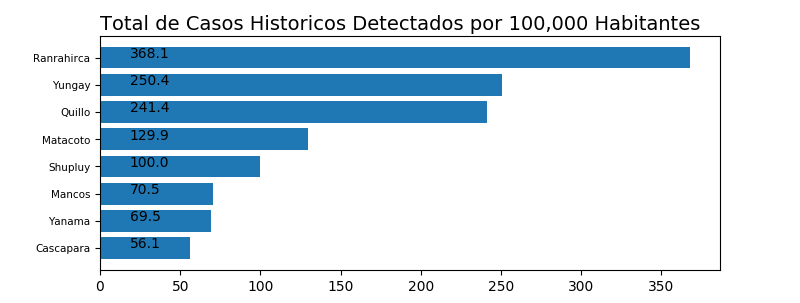 Total de Casos Historicos Detectados por 100,000 Habitantes
Ranrahirca 368.1
Yungay 250.4
Quillo 241.4
Matacoto 129.9
Shupluy 100.0
Mancos 70.5
Yanama 69.5
Cascapara 56.1
0 50 100 150 200 250 300 350